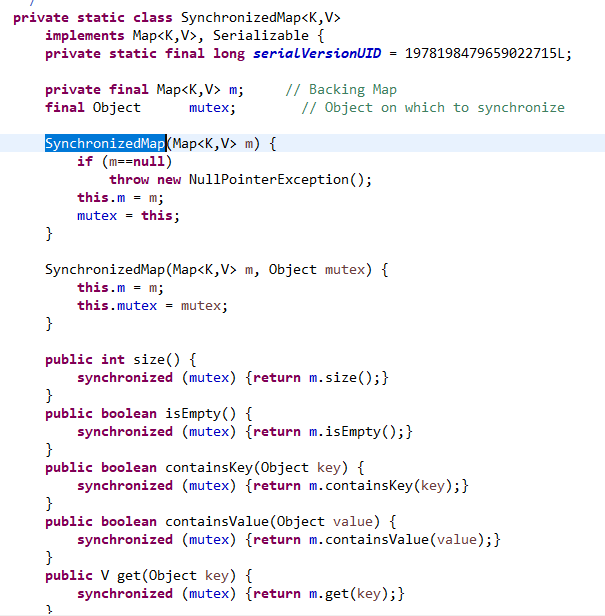 private static class SynchronizedMap<K,V>
    implements Map<K,V>, Serializable {
    private static final long serialVersionUID = 1978198479659022715L;

    private final Map<K,V> m;     // Backing Map
    final Object      mutex;        // Object on which to synchronize

    SynchronizedMap(Map<K,V> m) {
        if (m==null)
            throw new NullPointerException();
        this.m = m;
        mutex = this;
    }

    SynchronizedMap(Map<K,V> m, Object mutex) {
        this.m = m;
        this.mutex = mutex;
    }

    public int size() {
        synchronized (mutex) {return m.size();}
    }
    public boolean isEmpty() {
        synchronized (mutex) {return m.isEmpty();}
    }
    public boolean containsKey(Object key) {
        synchronized (mutex) {return m.containsKey(key);}
    }
    public boolean containsValue(Object value) {
        synchronized (mutex) {return m.containsValue(value);}
    }
    public V get(Object key) {
        synchronized (mutex) {return m.get(key);}
    }